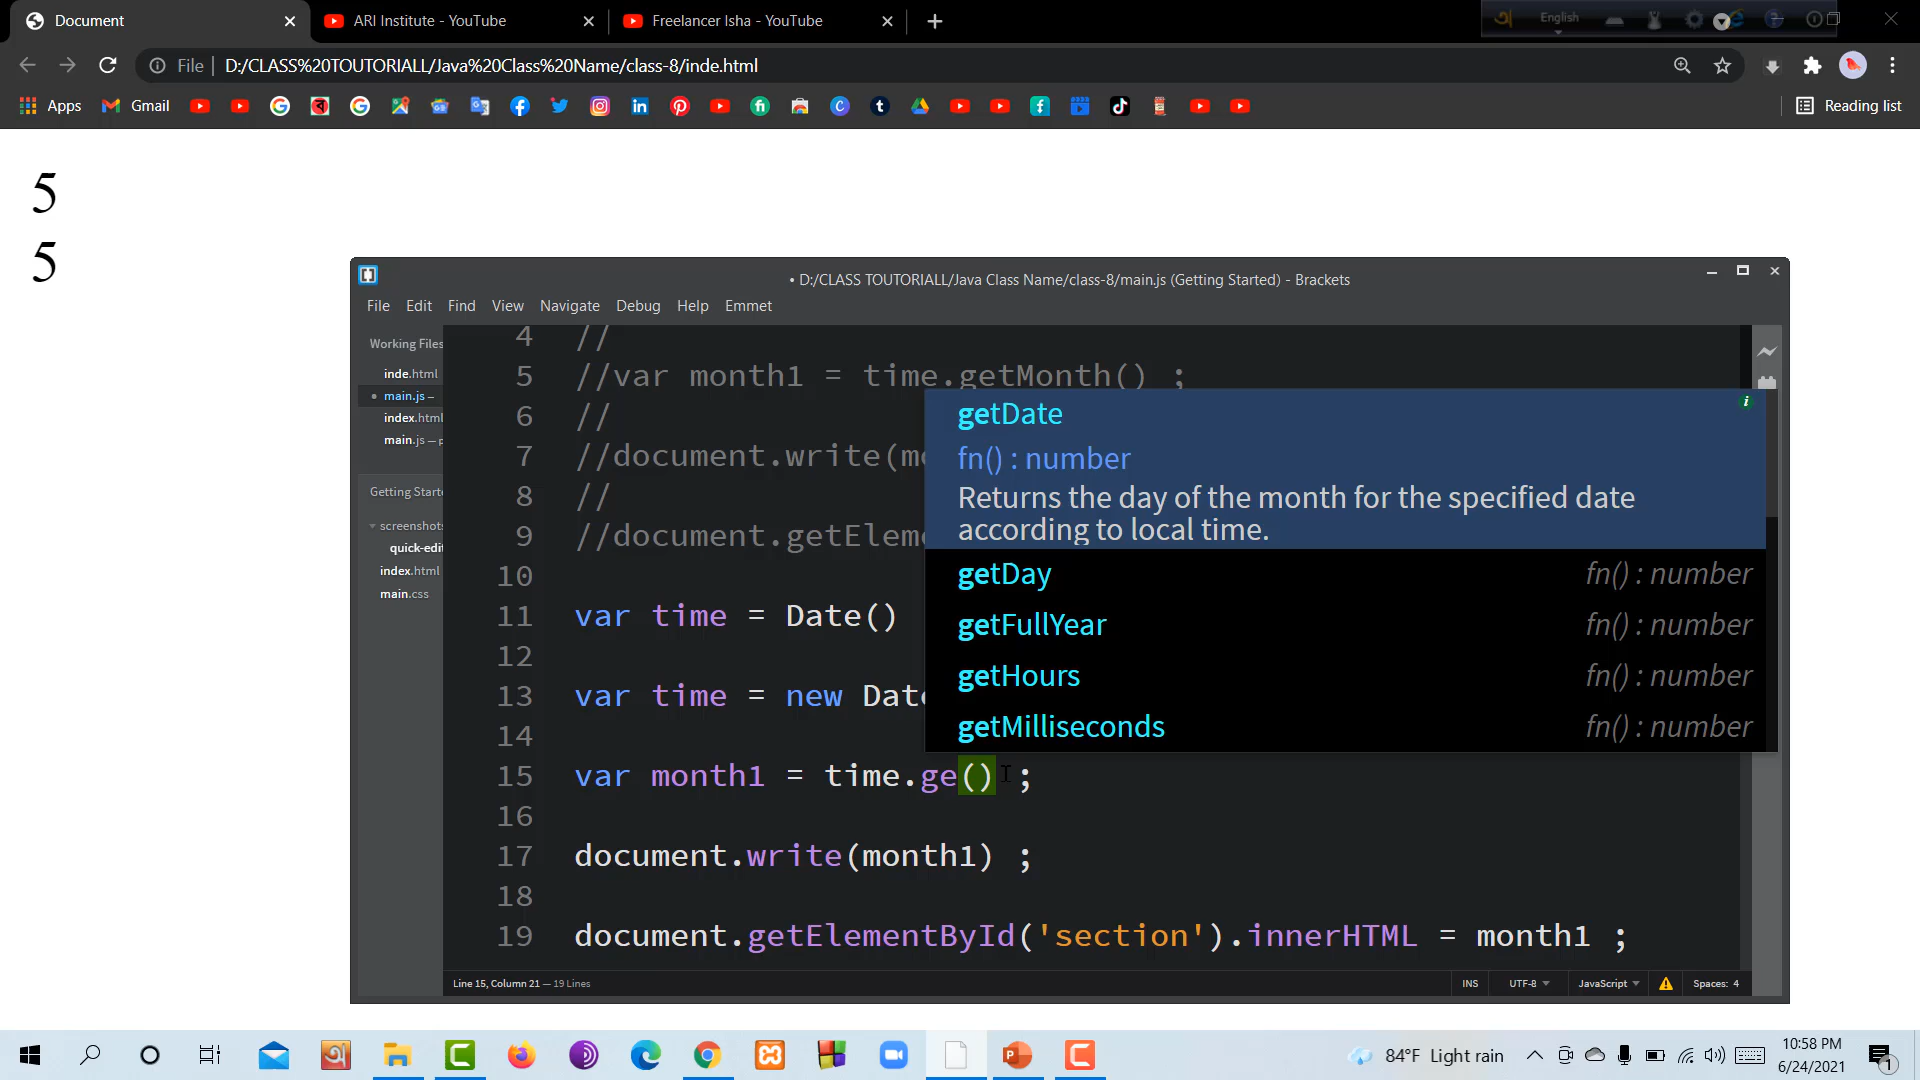 Document
ARI Institute - YouTube
Freelancer Isha - YouTube
English
File
D:/CLASS%20TOUTORIALL/Java%20Class%20Name/class-8/inde.html
Apps
Gmail
Reading list
5
5
• D:/CLASS TOUTORIALL/Java Class Name/class-8/main.js (Getting Started) - Brackets
File Edit Find View Navigate Debug Help Emmet
Working Files
inde.html
main.js –
index.html
main.js — p
Getting Starte
screenshots
quick-edit
index.html
main.css
4 //
5 //var month1 = time.getMonth() ;
6 //
7 //document.write(mo
8 //
9 //document.getEleme
10
11 var time = Date()
12
13 var time = new Date
14
15 var month1 = time.ge() ;
16
17 document.write(month1) ;
18
19 document.getElementById('section').innerHTML = month1 ;
getDate
fn() : number
Returns the day of the month for the specified date
according to local time.
getDay fn() : number
getFullYear fn() : number
getHours fn() : number
getMilliseconds fn() : number
Line 15, Column 21 — 19 Lines
INS UTF-8 JavaScript Spaces: 4
84°F Light rain
10:58 PM
6/24/2021
1